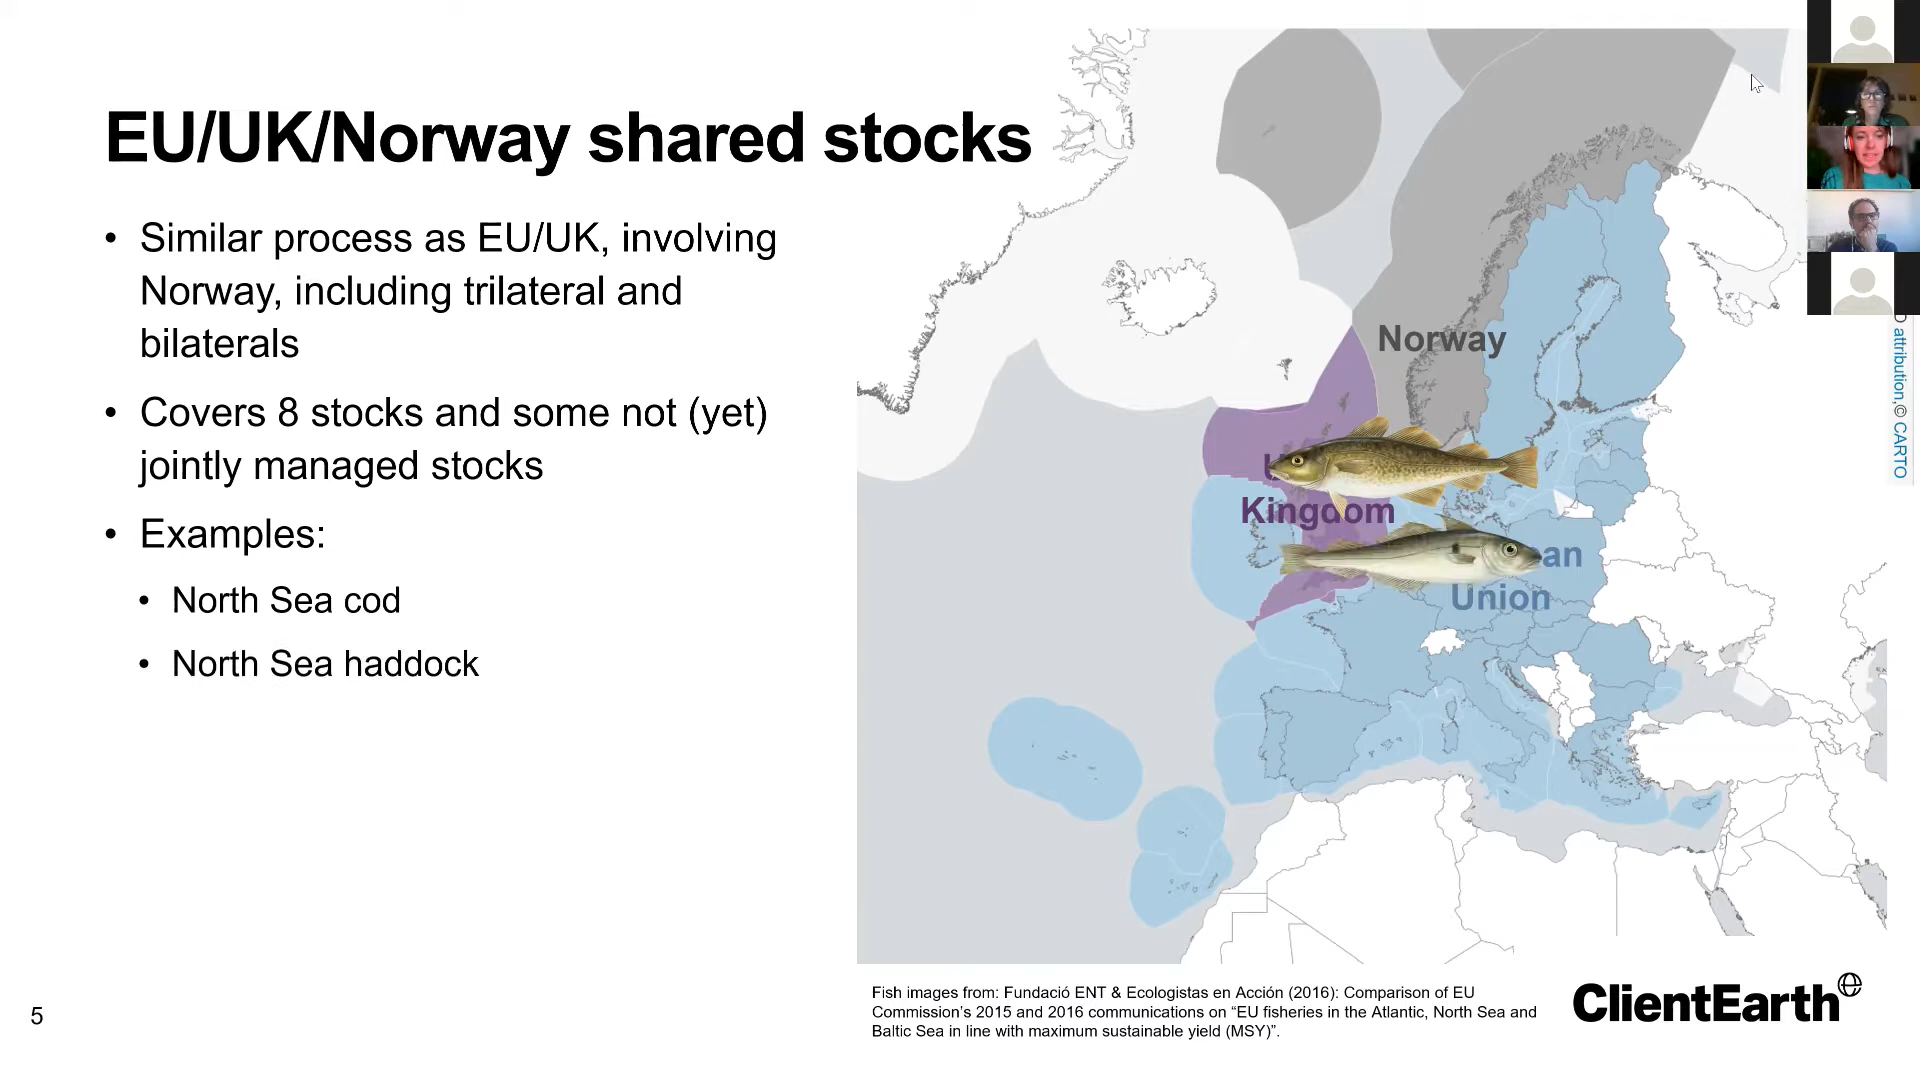 EU/UK/Norway shared stocks
• Similar process as EU/UK, involving
Norway, including trilateral and
bilaterals
• Covers 8 stocks and some not (yet)
jointly managed stocks
• Examples:
• North Sea cod
• North Sea haddock
Norway
Kingdom
Union
attribution,© CARTO
Fish images from: Fundació ENT & Ecologistas en Acción (2016): Comparison of EU
Commission’s 2015 and 2016 communications on “EU fisheries in the Atlantic, North Sea and
Baltic Sea in line with maximum sustainable yield (MSY)”.
ClientEarth
5